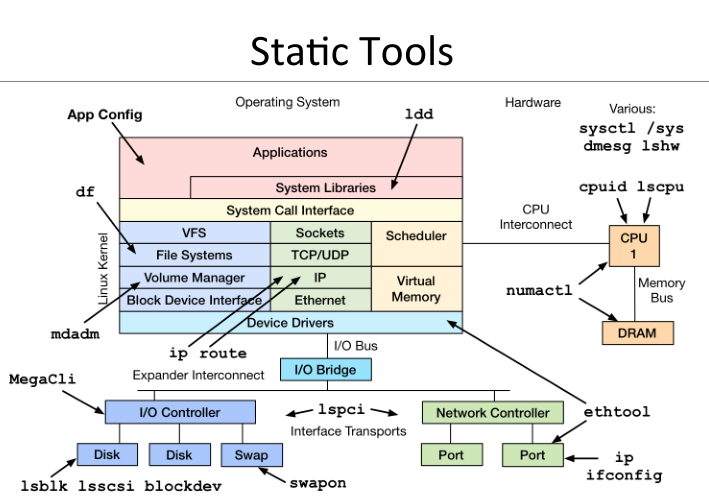 Static Tools
Operating System
Hardware
Various:
App Config
ldd
sysctl /sys
dmesg lshw
Applications
System Libraries
df
cpuid lscpu
System Call Interface
CPU
Interconnect
VFS
Sockets
Scheduler
CPU
1
File Systems
TCP/UDP
Linux Kernel
Volume Manager
IP
Virtual
Memory
numactl
Memory
Bus
Block Device Interface
Ethernet
Device Drivers
DRAM
mdadm
ip route
I/O Bus
Expander Interconnect
I/O Bridge
MegaCli
I/O Controller
lspci
Network Controller
ethtool
Interface Transports
Disk
Disk
Swap
Port
Port
ip
ifconfig
lsblk lsscsi blockdev
swapon